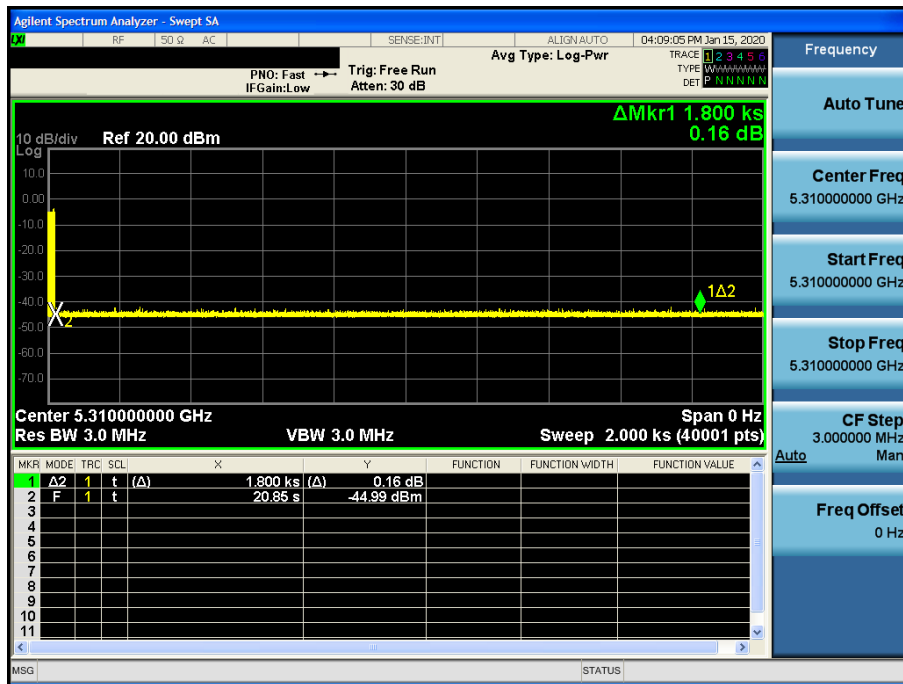 Agilent Spectrum Analyzer - Swept SA
LXI RF 50 Ω AC SENSE:INT ALIGNAUTO 04:09:05 PM Jan 15, 2020
PNO: Fast
IFGain:Low
Trig: Free Run
Atten: 30 dB
Avg Type: Log-Pwr
TRACE 1 2 3 4 5 6
TYPE WWWWWW
DET P N N N N N
ΔMkr1 1.800 ks
0.16 dB
10 dB/div Ref 20.00 dBm
Log
10.0
0.00
-10.0
-20.0
-30.0
-40.0
-50.0
-60.0
-70.0
1Δ2
2
Center 5.310000000 GHz Span 0 Hz
Res BW 3.0 MHz VBW 3.0 MHz Sweep 2.000 ks (40001 pts)
MKR MODE TRC SCL X Y FUNCTION FUNCTION WIDTH FUNCTION VALUE
1 Δ2 1 t (Δ) 1.800 ks (Δ) 0.16 dB
2 F 1 t 20.85 s -44.99 dBm
3
4
5
6
7
8
9
10
11
MSG STATUS
Frequency
Auto Tune
Center Freq
5.310000000 GHz
Start Freq
5.310000000 GHz
Stop Freq
5.310000000 GHz
CF Step
3.000000 MHz
Auto Man
Freq Offset
0 Hz